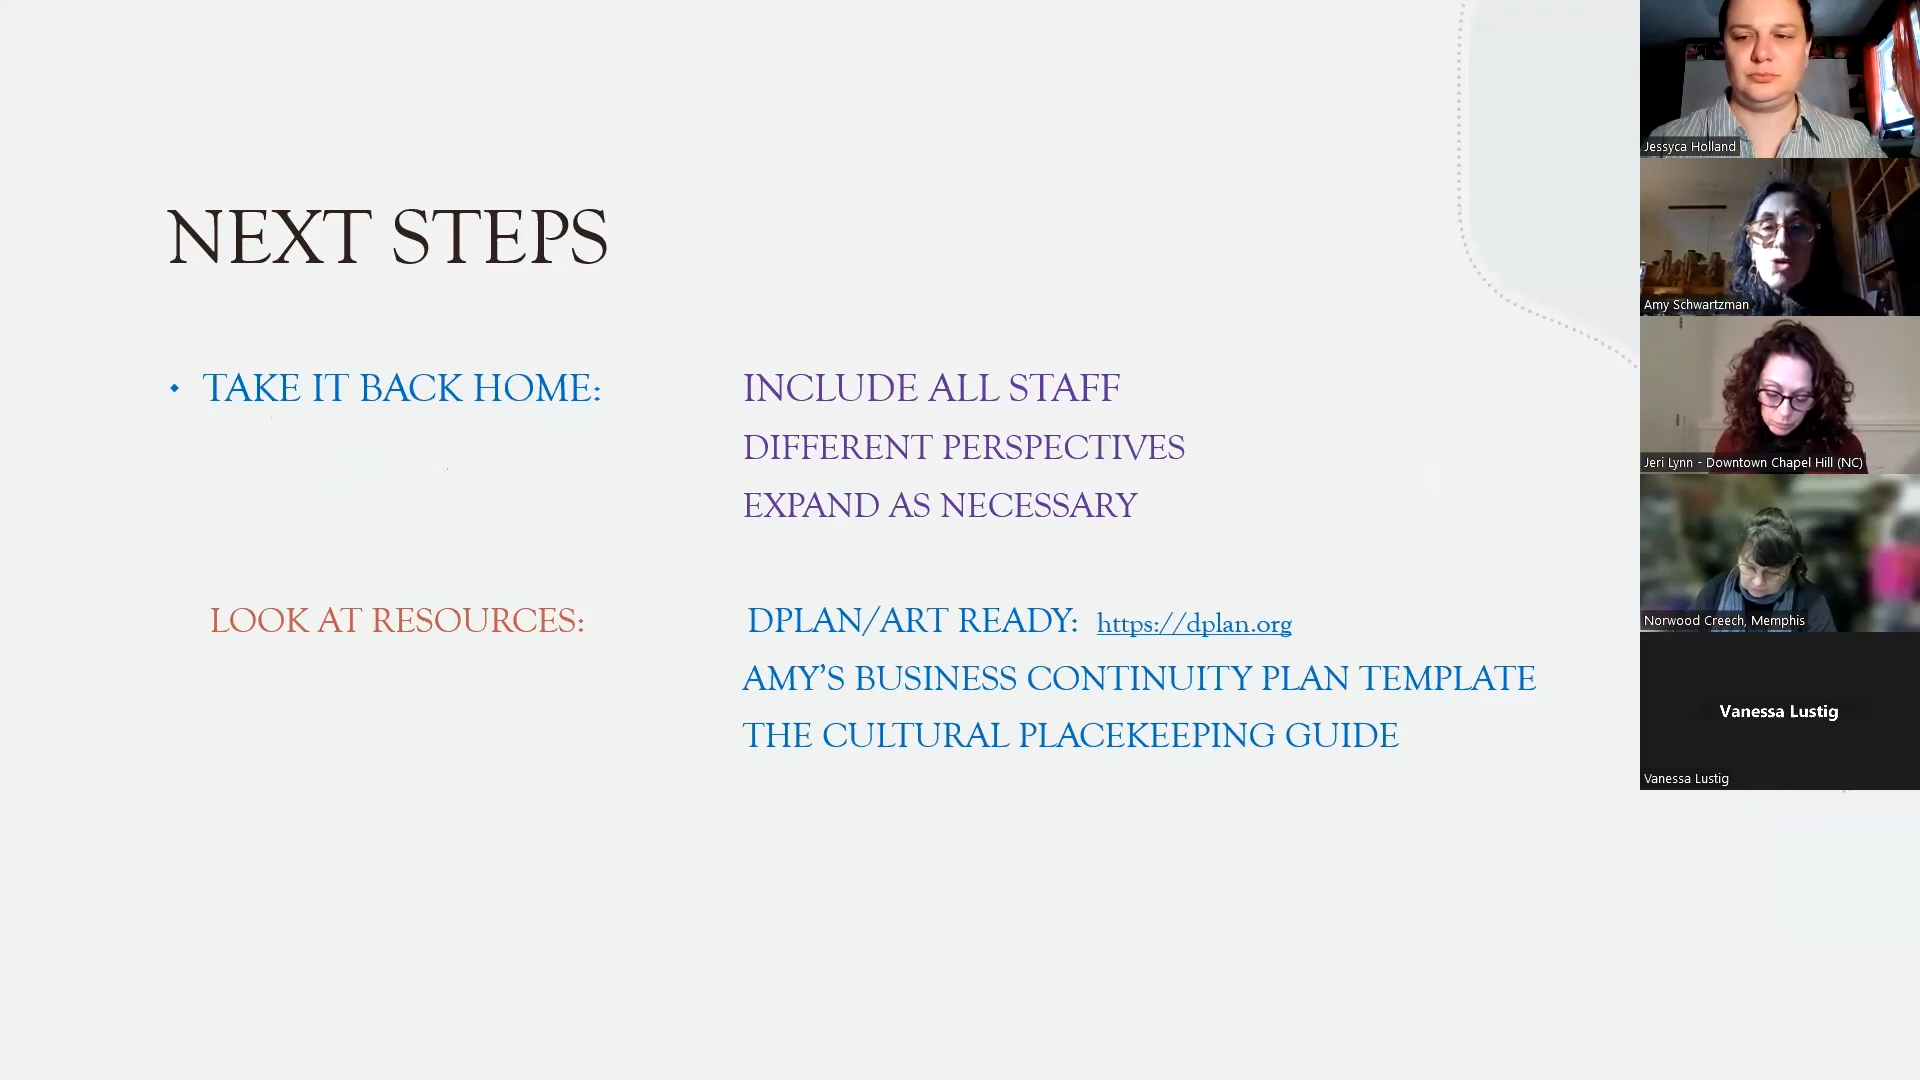 NEXT STEPS
• TAKE IT BACK HOME: INCLUDE ALL STAFF
DIFFERENT PERSPECTIVES
EXPAND AS NECESSARY
LOOK AT RESOURCES: DPLAN/ART READY: https://dplan.org
AMY’S BUSINESS CONTINUITY PLAN TEMPLATE
THE CULTURAL PLACEKEEPING GUIDE
Jessyca Holland
Amy Schwartzman
Jeri Lynn - Downtown Chapel Hill (NC)
Norwood Creech, Memphis
Vanessa Lustig
Vanessa Lustig